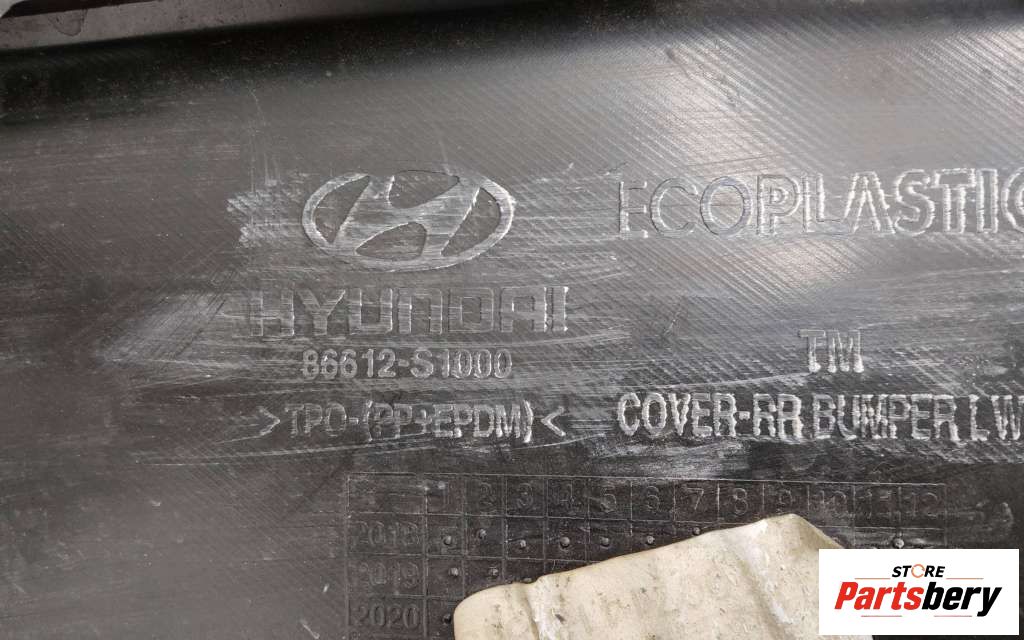 ECOPLASTIC
HYUNDAI
86612-S1000
TM
>TPO-(PP+EPDM)<
COVER-RR BUMPER LW
1 2 3 4 5 6 7 8 9 10 11 12
2018
2019
2020
STORE
Partsbery